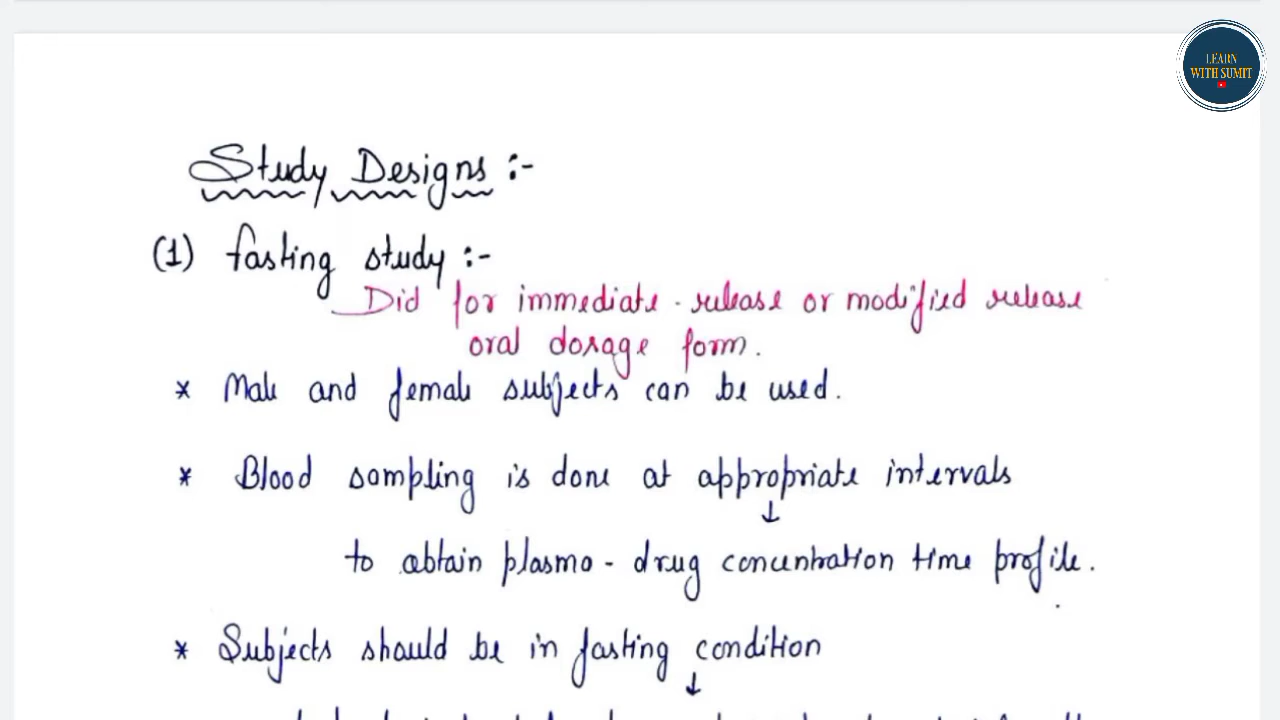 LEARN
WITH SUMIT
Study Designs :-
(1) fasting study :-
Did for immediate - release or modified release
oral dosage form.
* Male and female subjects can be used.
* Blood sampling is done at appropriate intervals
↓
to obtain plasma - drug concentration time profile.
* Subjects should be in fasting condition
↓